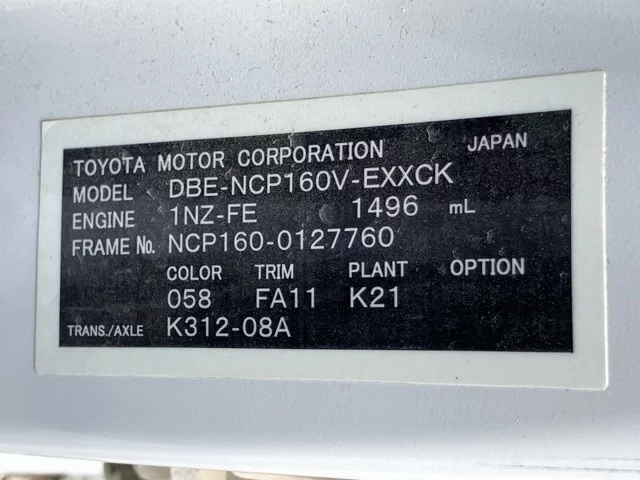 TOYOTA MOTOR CORPORATION JAPAN
MODEL DBE-NCP160V-EXXCK
ENGINE 1NZ-FE 1496 mL
FRAME No. NCP160-0127760
COLOR TRIM PLANT OPTION
058 FA11 K21
TRANS./AXLE K312-08A